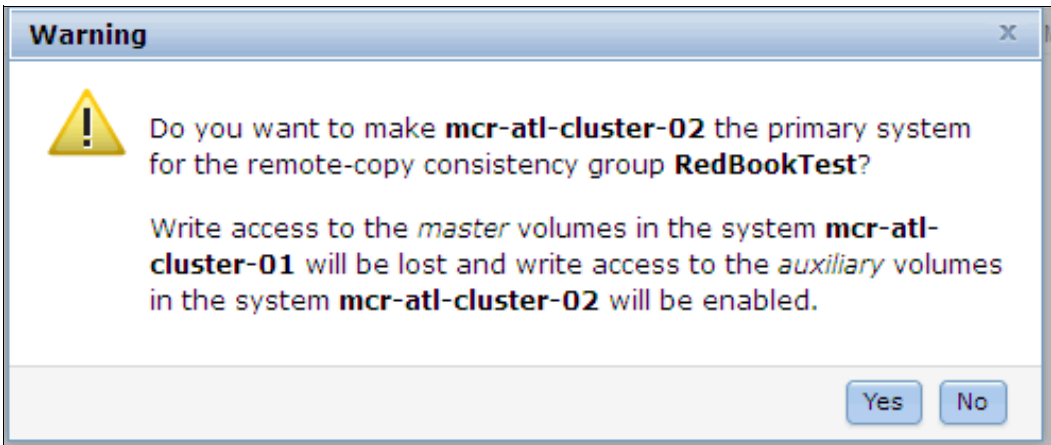 Warning
x
Do you want to make mcr-atl-cluster-02 the primary system
for the remote-copy consistency group RedBookTest?
Write access to the master volumes in the system mcr-atl-
cluster-01 will be lost and write access to the auxiliary volumes
in the system mcr-atl-cluster-02 will be enabled.
Yes No